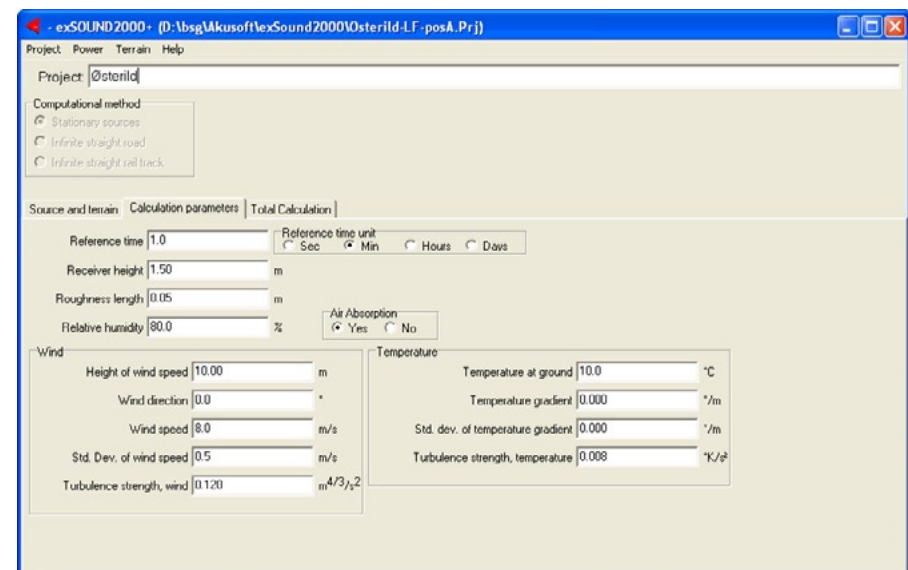 - exSOUND2000+ (D:\bsg\Akusoft\exSound2000\Osterild-LF-posA.Prj)
Project Power Terrain Help
Project: Østerild
Computational method
Stationary sources
Infinite straight road
Infinite straight rail track
Source and terrain Calculation parameters Total Calculation
Reference time 1.0
Reference time unit
Sec Min Hours Days
Receiver height 1.50 m
Roughness length 0.05 m
Relative humidity 80.0 %
Air Absorption
Yes No
Wind
Height of wind speed 10.00 m
Wind direction 0.0 °
Wind speed 8.0 m/s
Std. Dev. of wind speed 0.5 m/s
Turbulence strength, wind 0.120 m4/3/s2
Temperature
Temperature at ground 10.0 °C
Temperature gradient 0.000 °/m
Std. dev. of temperature gradient 0.000 °/m
Turbulence strength, temperature 0.008 °K/s²